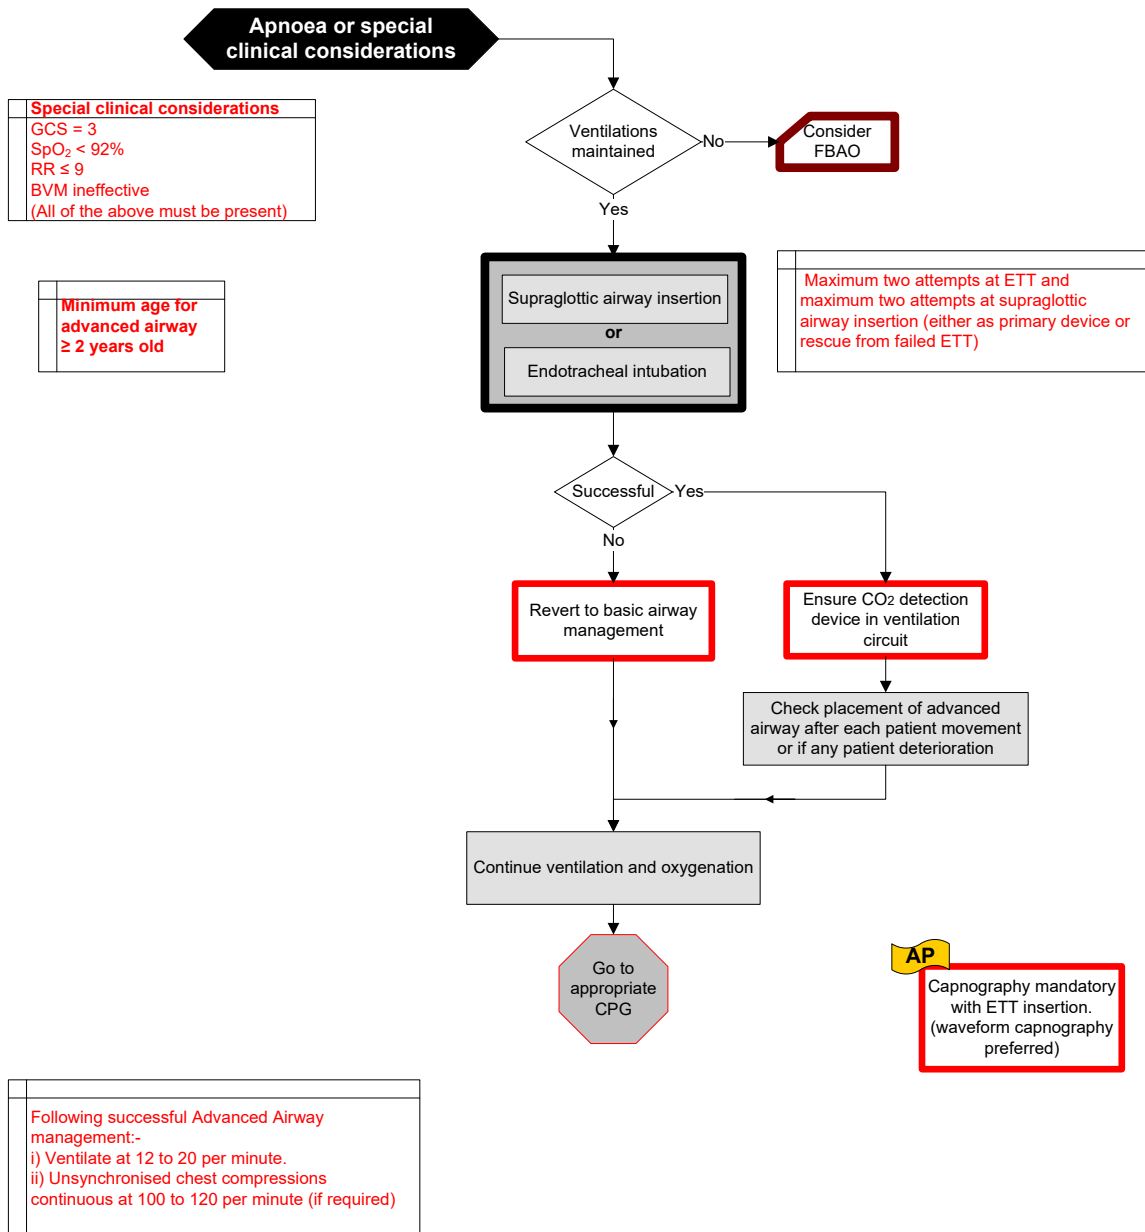 Apnoea or special
clinical considerations
Special clinical considerations
GCS = 3
SpO₂ < 92%
RR ≤ 9
BVM ineffective
(All of the above must be present)
Ventilations
maintained
No
Consider
FBAO
Yes
Minimum age for
advanced airway
≥ 2 years old
Supraglottic airway insertion
or
Endotracheal intubation
Maximum two attempts at ETT and
maximum two attempts at supraglottic
airway insertion (either as primary device or
rescue from failed ETT)
Successful
Yes
No
Revert to basic airway
management
Ensure CO2 detection
device in ventilation
circuit
Check placement of advanced
airway after each patient movement
or if any patient deterioration
Continue ventilation and oxygenation
Go to
appropriate
CPG
AP
Capnography mandatory
with ETT insertion.
(waveform capnography
preferred)
Following successful Advanced Airway
management:-
i) Ventilate at 12 to 20 per minute.
ii) Unsynchronised chest compressions
continuous at 100 to 120 per minute (if required)